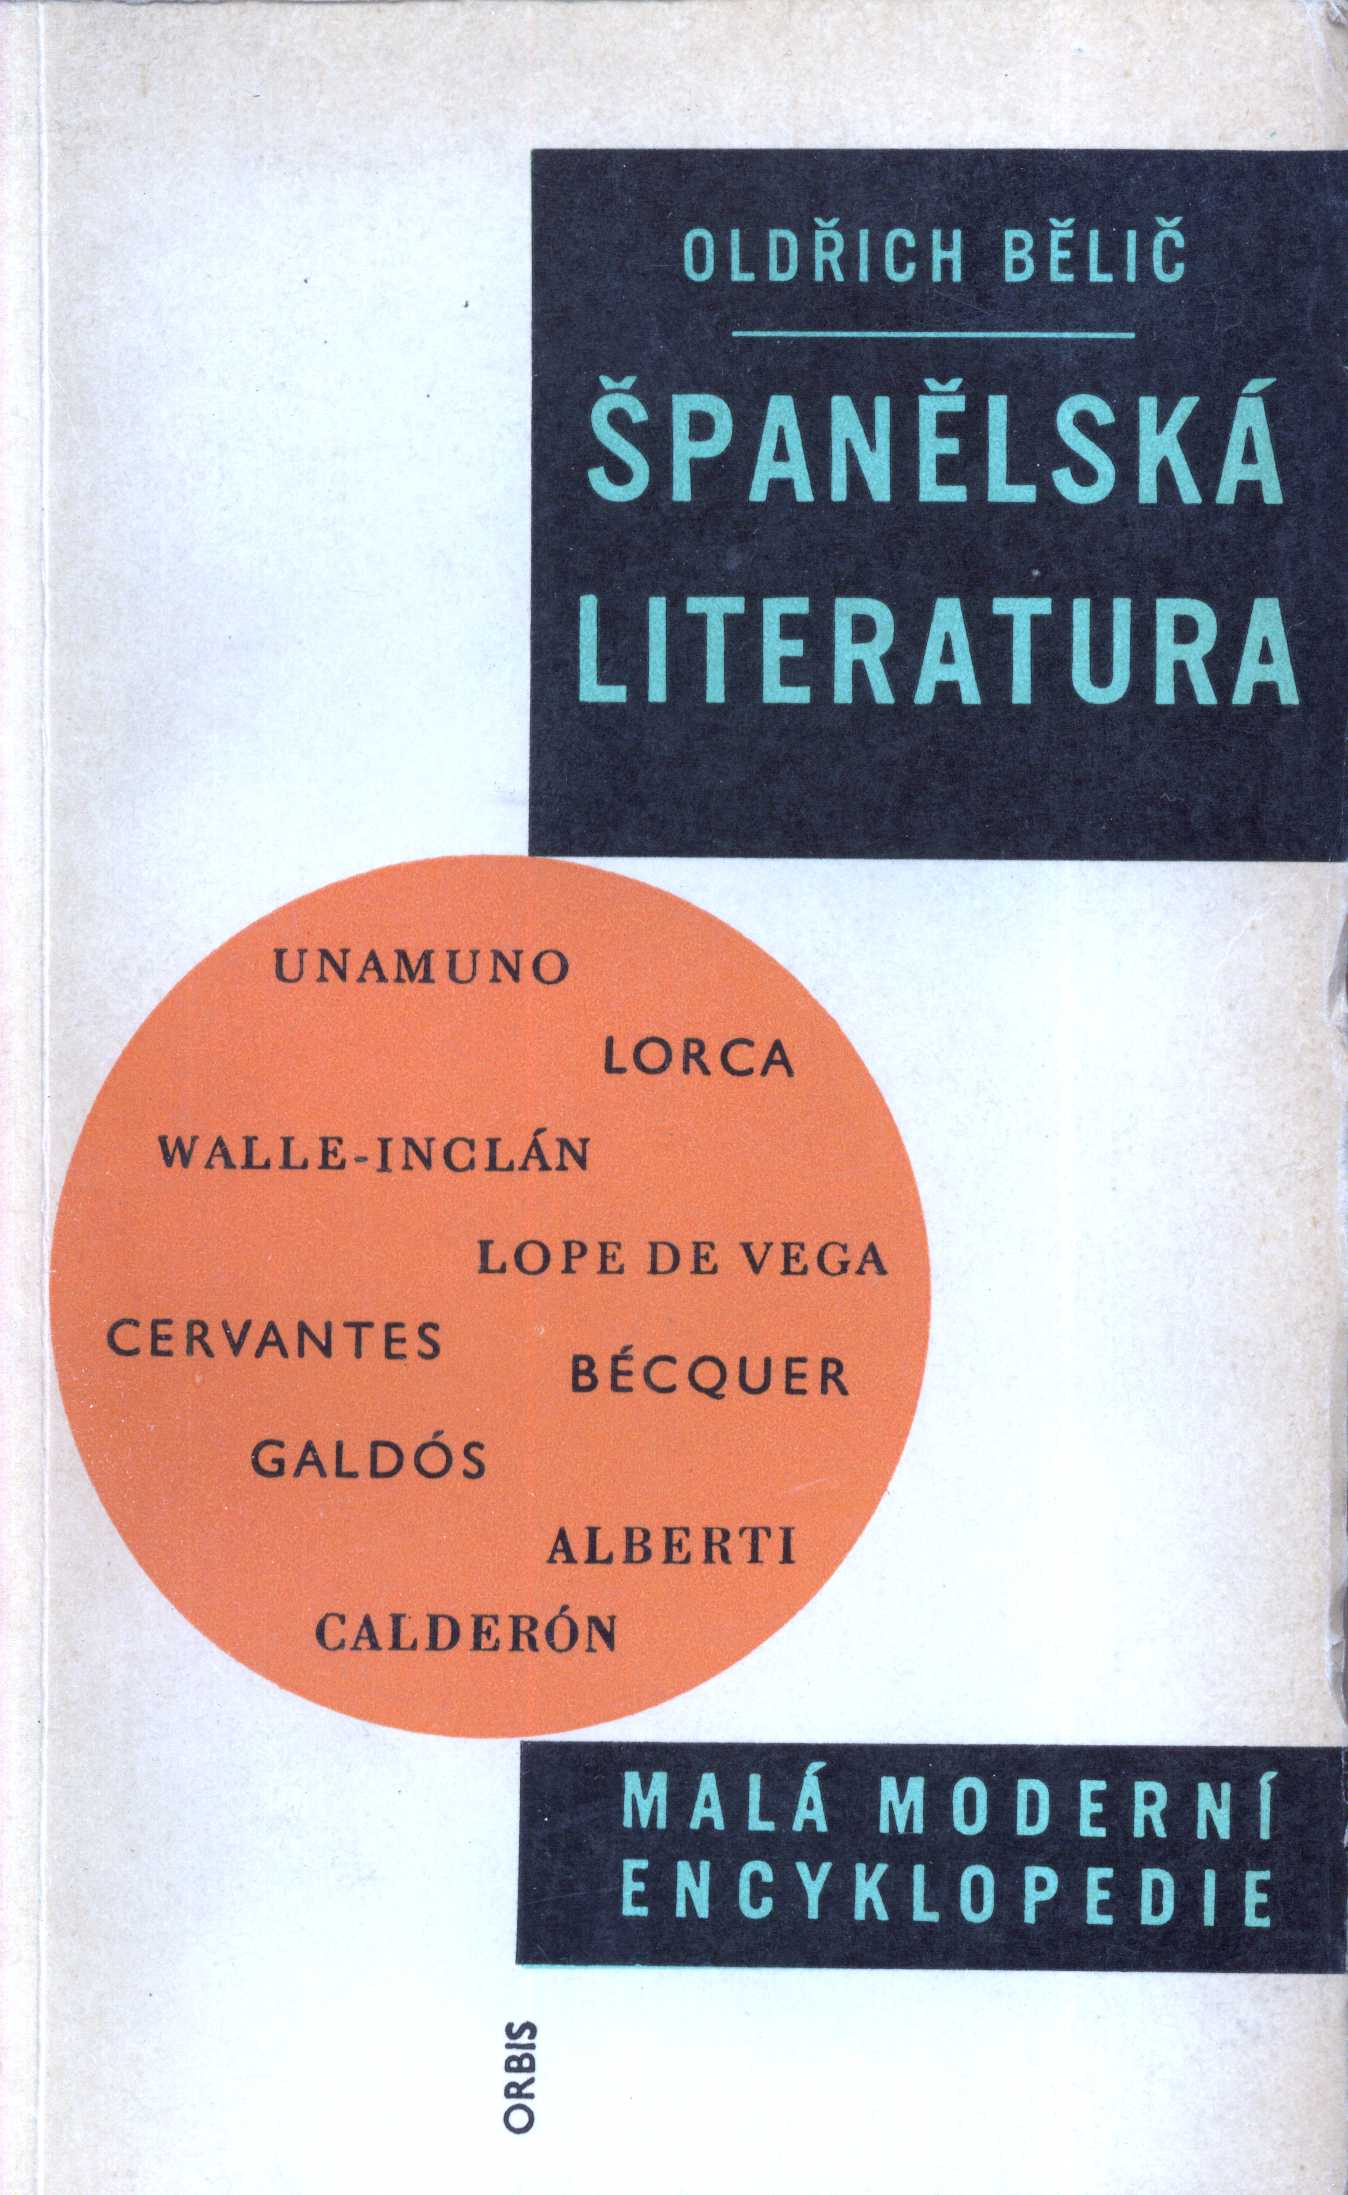 OLDŘICH BĚLIČ
ŠPANĚLSKÁ
LITERATURA
UNAMUNO
LORCA
WALLE-INCLÁN
LOPE DE VEGA
CERVANTES
BÉCQUER
GALDÓS
ALBERTI
CALDERÓN
MALÁ MODERNÍ
ENCYKLOPEDIE
ORBIS